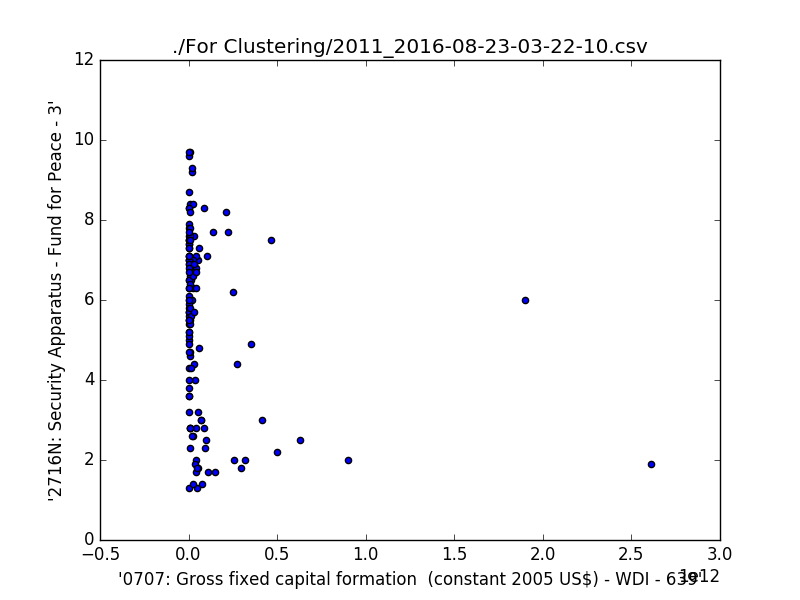 ./For Clustering/2011_2016-08-23-03-22-10.csv
12
10
8
6
4
2
0
'2716N: Security Apparatus - Fund for Peace - 3'
−0.5 0.0 0.5 1.0 1.5 2.0 2.5 3.0
1e12
'0707: Gross fixed capital formation  (constant 2005 US$) - WDI - 639'